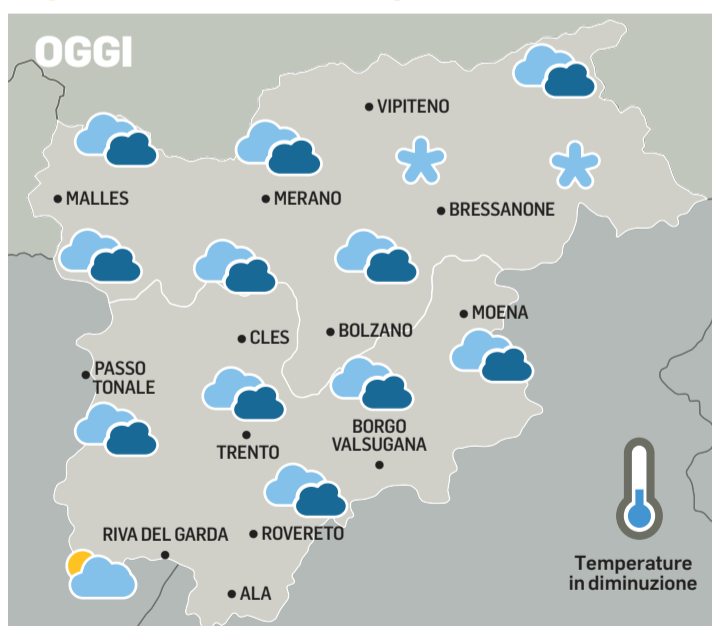 OGGI
VIPITENO
MALLES
MERANO
BRESSANONE
MOENA
BOLZANO
CLES
PASSO
TONALE
BORGO
VALSUGANA
TRENTO
RIVA DEL GARDA
ROVERETO
ALA
Temperature
in diminuzione